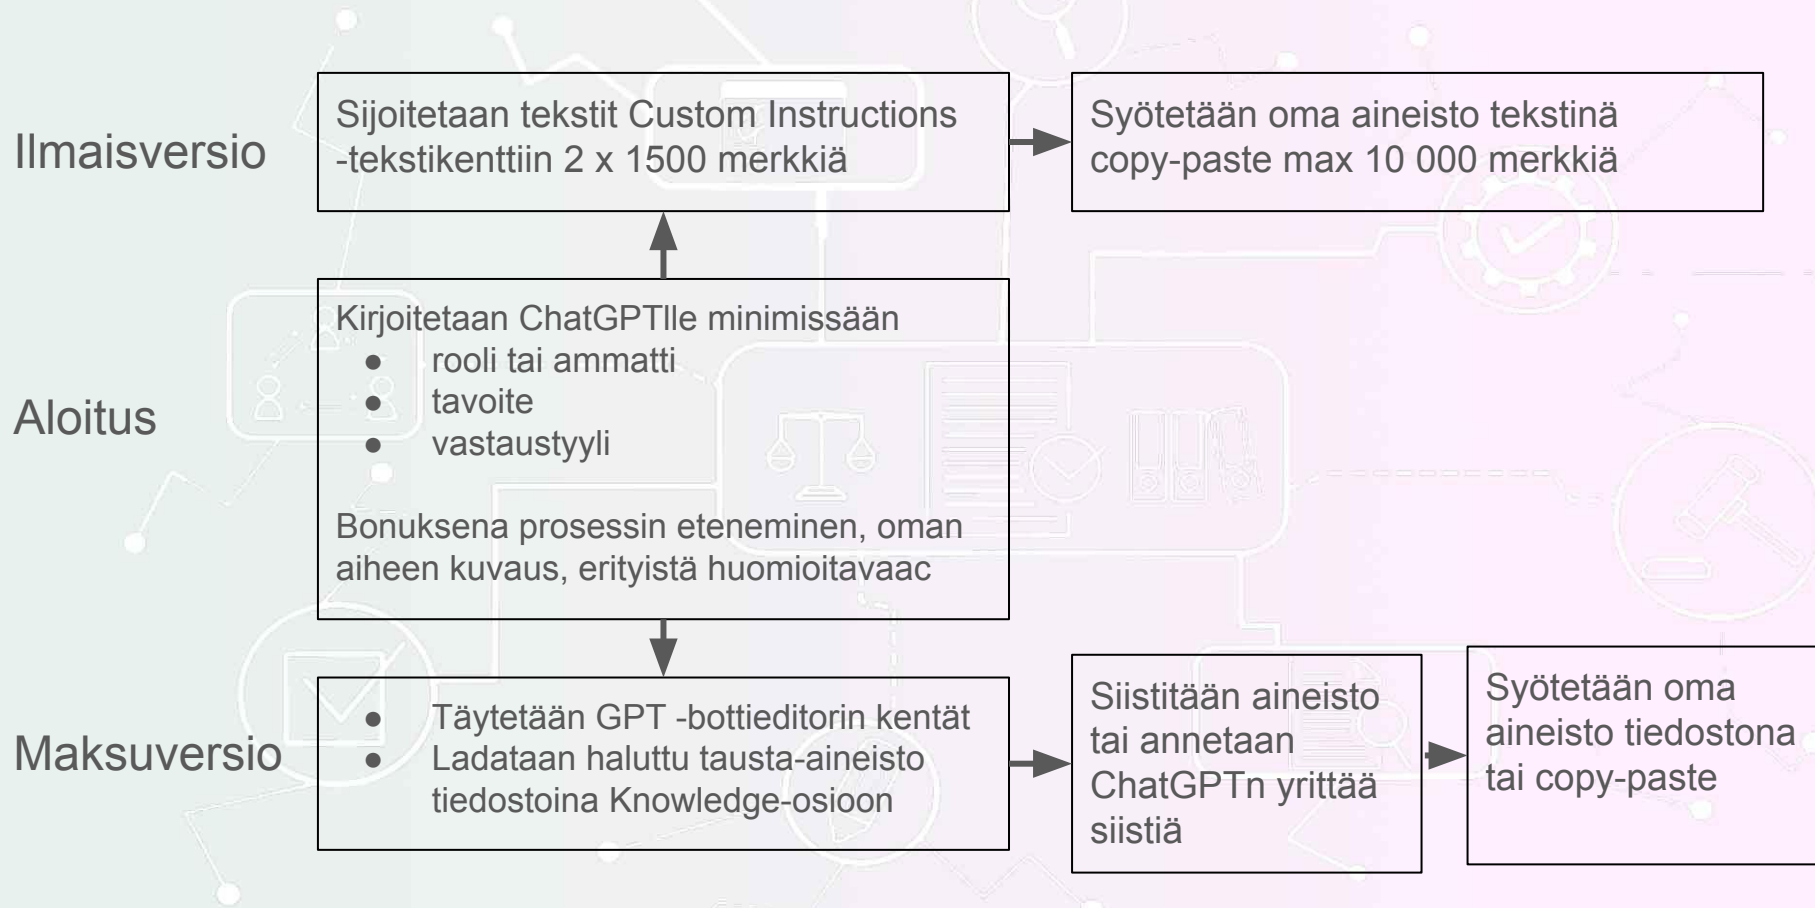 Ilmaisversio
Sijoitetaan tekstit Custom Instructions
-tekstikenttiin 2 x 1500 merkkiä
Syötetään oma aineisto tekstinä
copy-paste max 10 000 merkkiä
Aloitus
Kirjoitetaan ChatGPTlle minimissään
● rooli tai ammatti
● tavoite
● vastaustyyli
Bonuksena prosessin eteneminen, oman
aiheen kuvaus, erityistä huomioitavaac
Maksuversio
● Täytetään GPT -bottieditorin kentät
● Ladataan haluttu tausta-aineisto
tiedostoina Knowledge-osioon
Siistitään aineisto
tai annetaan
ChatGPTn yrittää
siistiä
Syötetään oma
aineisto tiedostona
tai copy-paste